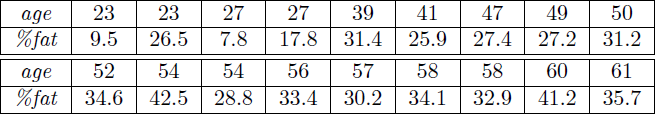 age 23 23 27 27 39 41 47 49 50
%fat 9.5 26.5 7.8 17.8 31.4 25.9 27.4 27.2 31.2
age 52 54 54 56 57 58 58 60 61
%fat 34.6 42.5 28.8 33.4 30.2 34.1 32.9 41.2 35.7